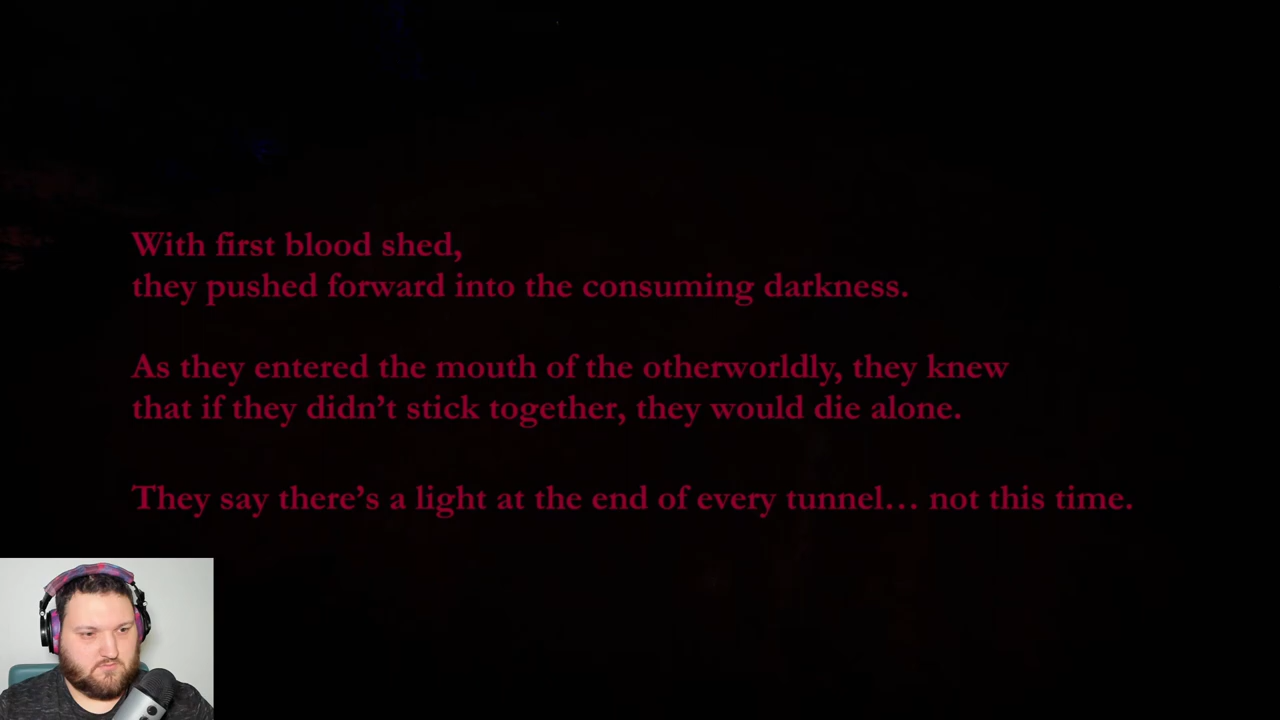 With first blood shed,
they pushed forward into the consuming darkness.
As they entered the mouth of the otherworldly, they knew
that if they didn’t stick together, they would die alone.
They say there’s a light at the end of every tunnel… not this time.